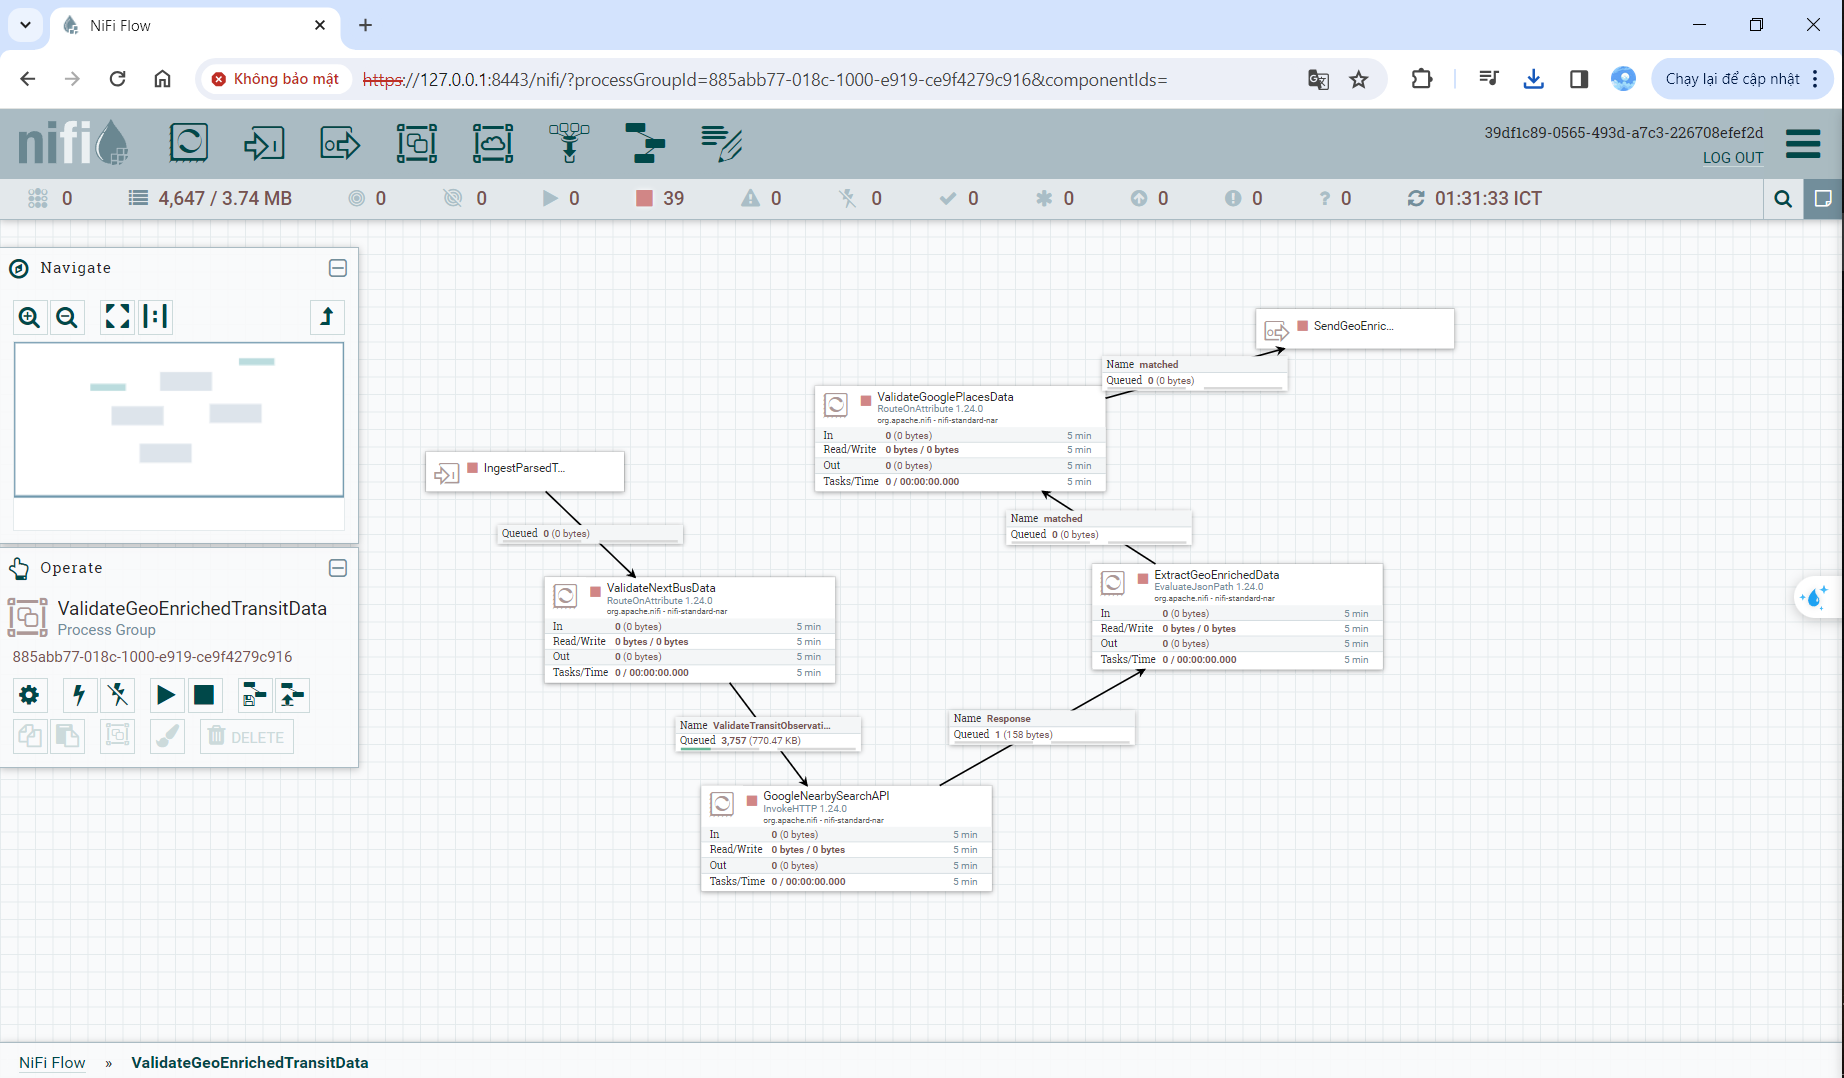 NiFi Flow
Không bảo mật
https://127.0.0.1:8443/nifi/?processGroupId=885abb77-018c-1000-e919-ce9f4279c916&componentIds=
Chạy lại để cập nhật
nifi
39df1c89-0565-493d-a7c3-226708efef2d
LOG OUT
0
4,647 / 3.74 MB
0
0
0
39
0
0
0
0
0
0
0
01:31:33 ICT
Navigate
Operate
ValidateGeoEnrichedTransitData
Process Group
885abb77-018c-1000-e919-ce9f4279c916
DELETE
SendGeoEnric...
Name matched
Queued 0 (0 bytes)
ValidateGooglePlacesData
RouteOnAttribute 1.24.0
org.apache.nifi - nifi-standard-nar
In 0 (0 bytes) 5 min
Read/Write 0 bytes / 0 bytes 5 min
Out 0 (0 bytes) 5 min
Tasks/Time 0 / 00:00:00.000 5 min
IngestParsedT...
Queued 0 (0 bytes)
Name matched
Queued 0 (0 bytes)
ValidateNextBusData
RouteOnAttribute 1.24.0
org.apache.nifi - nifi-standard-nar
In 0 (0 bytes) 5 min
Read/Write 0 bytes / 0 bytes 5 min
Out 0 (0 bytes) 5 min
Tasks/Time 0 / 00:00:00.000 5 min
ExtractGeoEnrichedData
EvaluateJsonPath 1.24.0
org.apache.nifi - nifi-standard-nar
In 0 (0 bytes) 5 min
Read/Write 0 bytes / 0 bytes 5 min
Out 0 (0 bytes) 5 min
Tasks/Time 0 / 00:00:00.000 5 min
Name ValidateTransitObservati...
Queued 3,757 (770.47 KB)
Name Response
Queued 1 (158 bytes)
GoogleNearbySearchAPI
InvokeHTTP 1.24.0
org.apache.nifi - nifi-standard-nar
In 0 (0 bytes) 5 min
Read/Write 0 bytes / 0 bytes 5 min
Out 0 (0 bytes) 5 min
Tasks/Time 0 / 00:00:00.000 5 min
NiFi Flow » ValidateGeoEnrichedTransitData